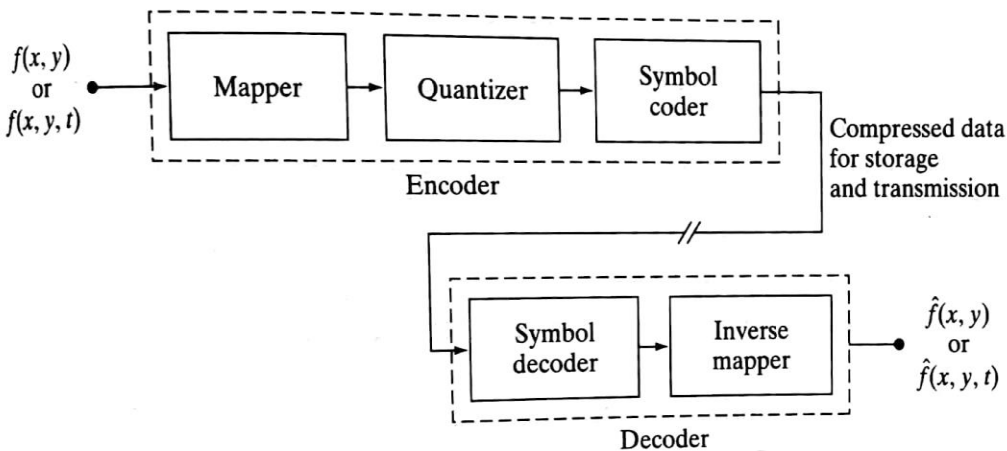 f(x, y)
or
f(x, y, t)
Mapper
Quantizer
Symbol
coder
Encoder
Compressed data
for storage
and transmission
Symbol
decoder
Inverse
mapper
Decoder
f̂(x, y)
or
f̂(x, y, t)